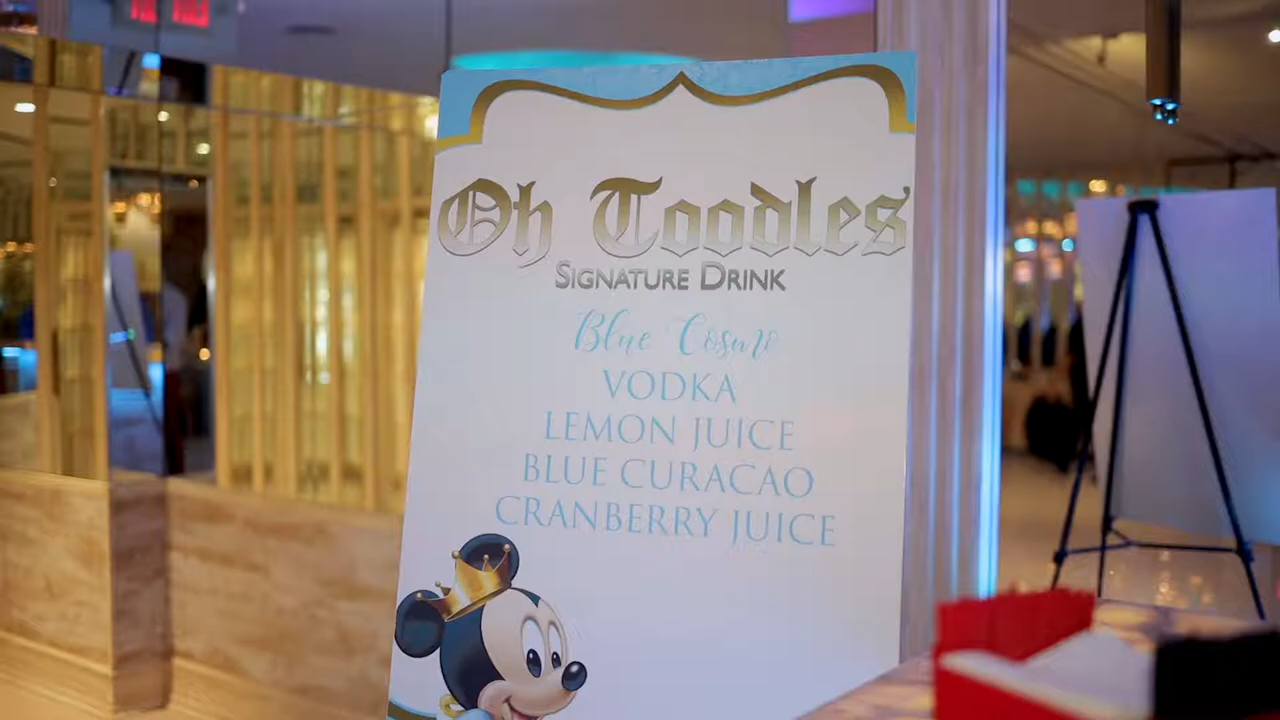 Oh Toodles
SIGNATURE DRINK
Blue Cosmo
VODKA
LEMON JUICE
BLUE CURACAO
CRANBERRY JUICE